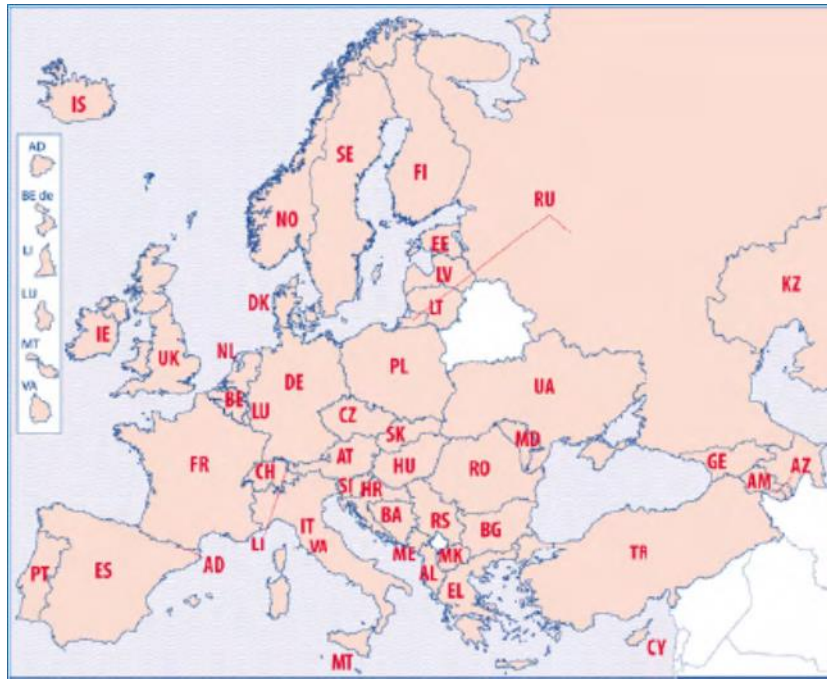 IS
AD
BE de
LI
LU
MT
VA
SE
FI
NO
RU
EE
LV
LT
DK
KZ
IE
UK
NL
BE
LU
DE
PL
UA
CZ
SK
MD
FR
CH
AT
HU
RO
SI
HR
GE
AM
AZ
BA
RS
BG
IT
VA
LI
ME
MK
AL
EL
TR
PT
ES
AD
MT
CY